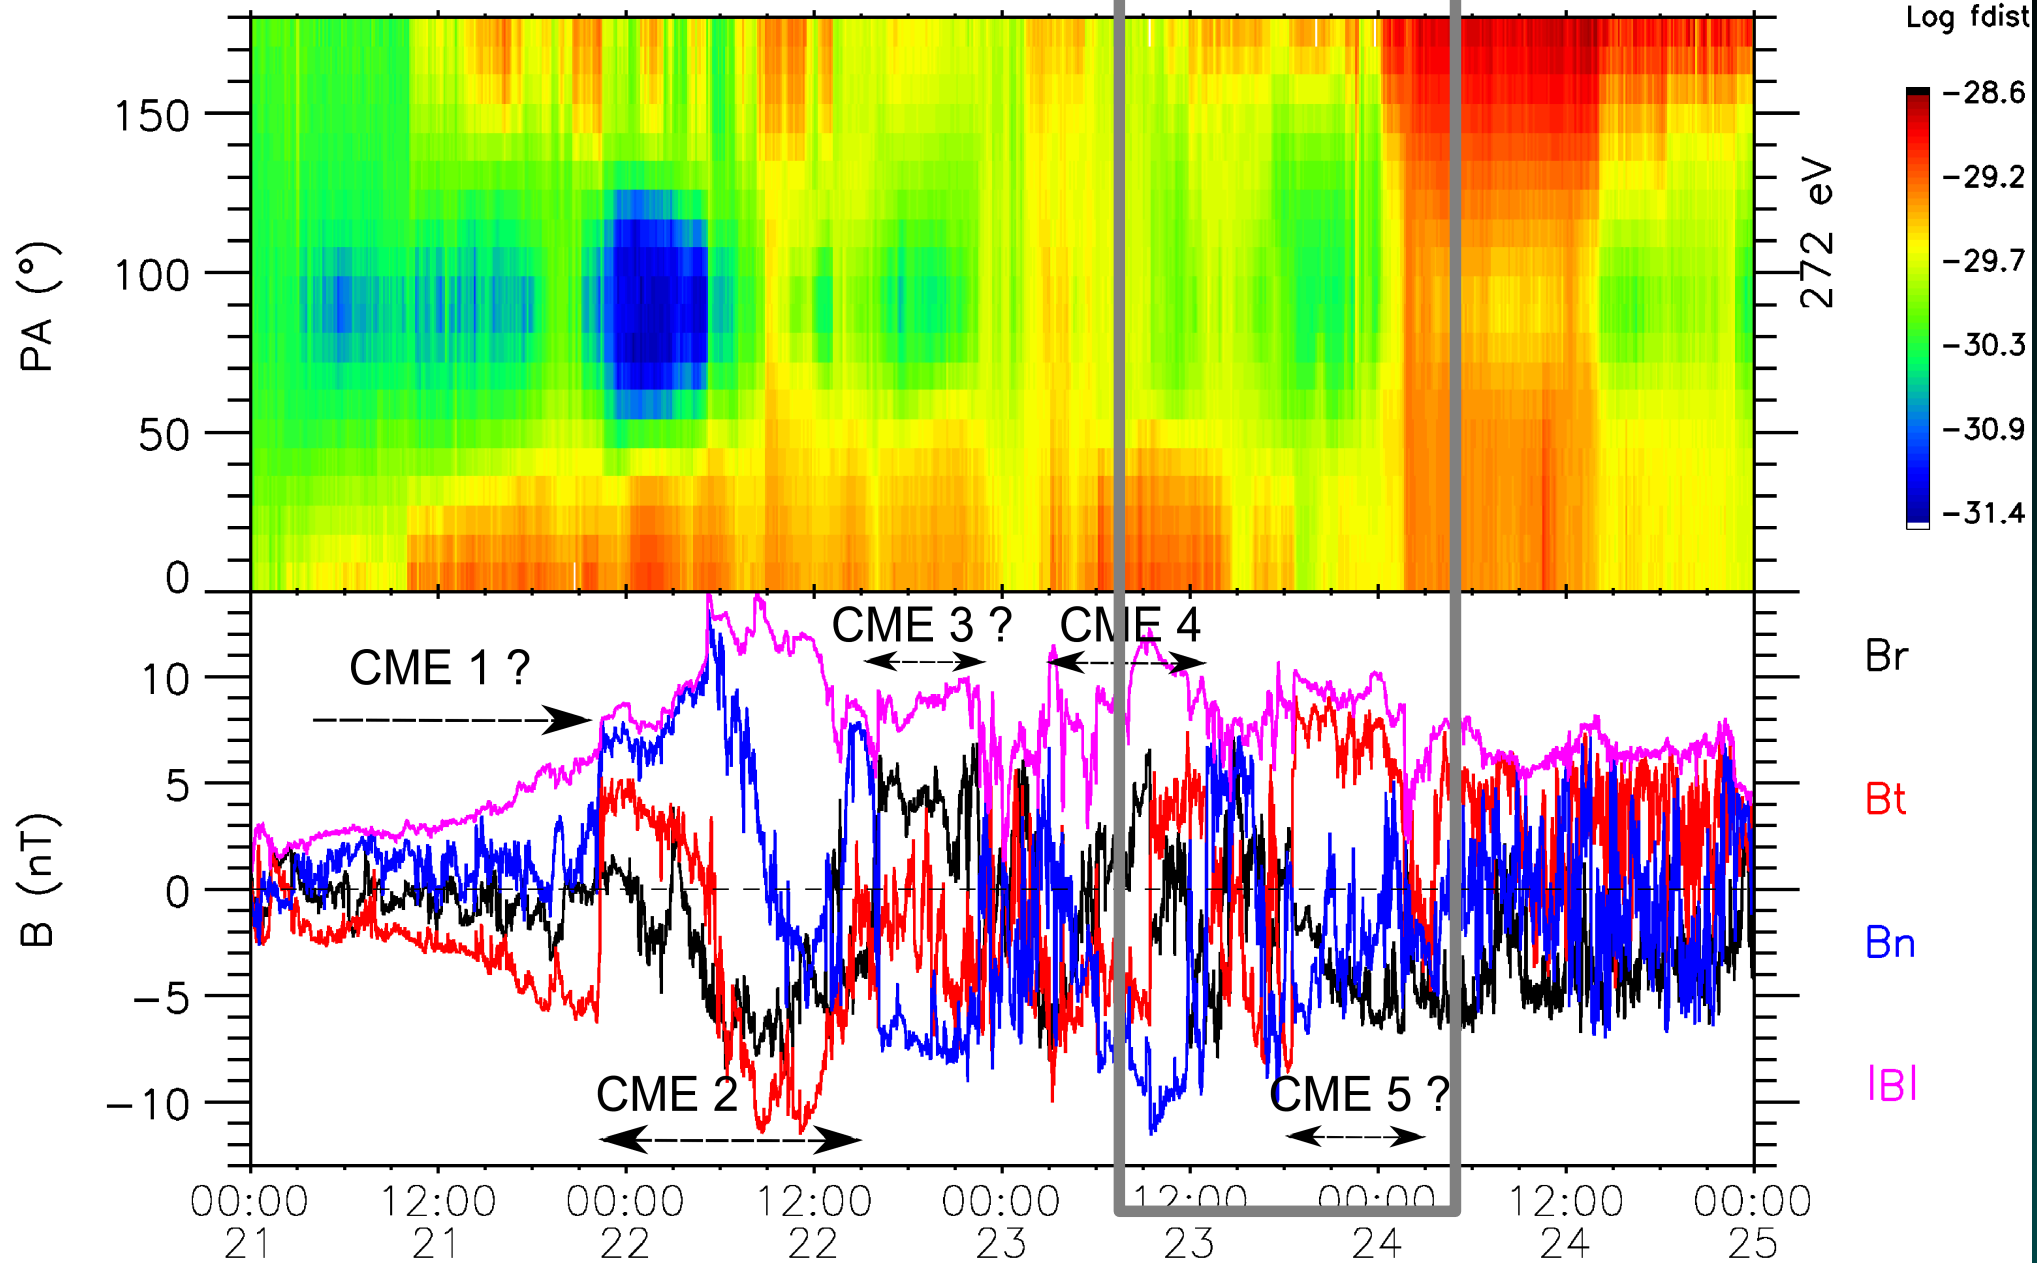 Log fdist
150
100
50
0
PA (°)
272 eV
-28.6
-29.2
-29.7
-30.3
-30.9
-31.4
CME 1 ?
CME 2
CME 3 ?
CME 4
CME 5 ?
10
5
0
-5
-10
B (nT)
Br
Bt
Bn
|B|
00:00 12:00 00:00 12:00 00:00 12:00 00:00 12:00 00:00
21 21 22 22 23 23 24 24 25